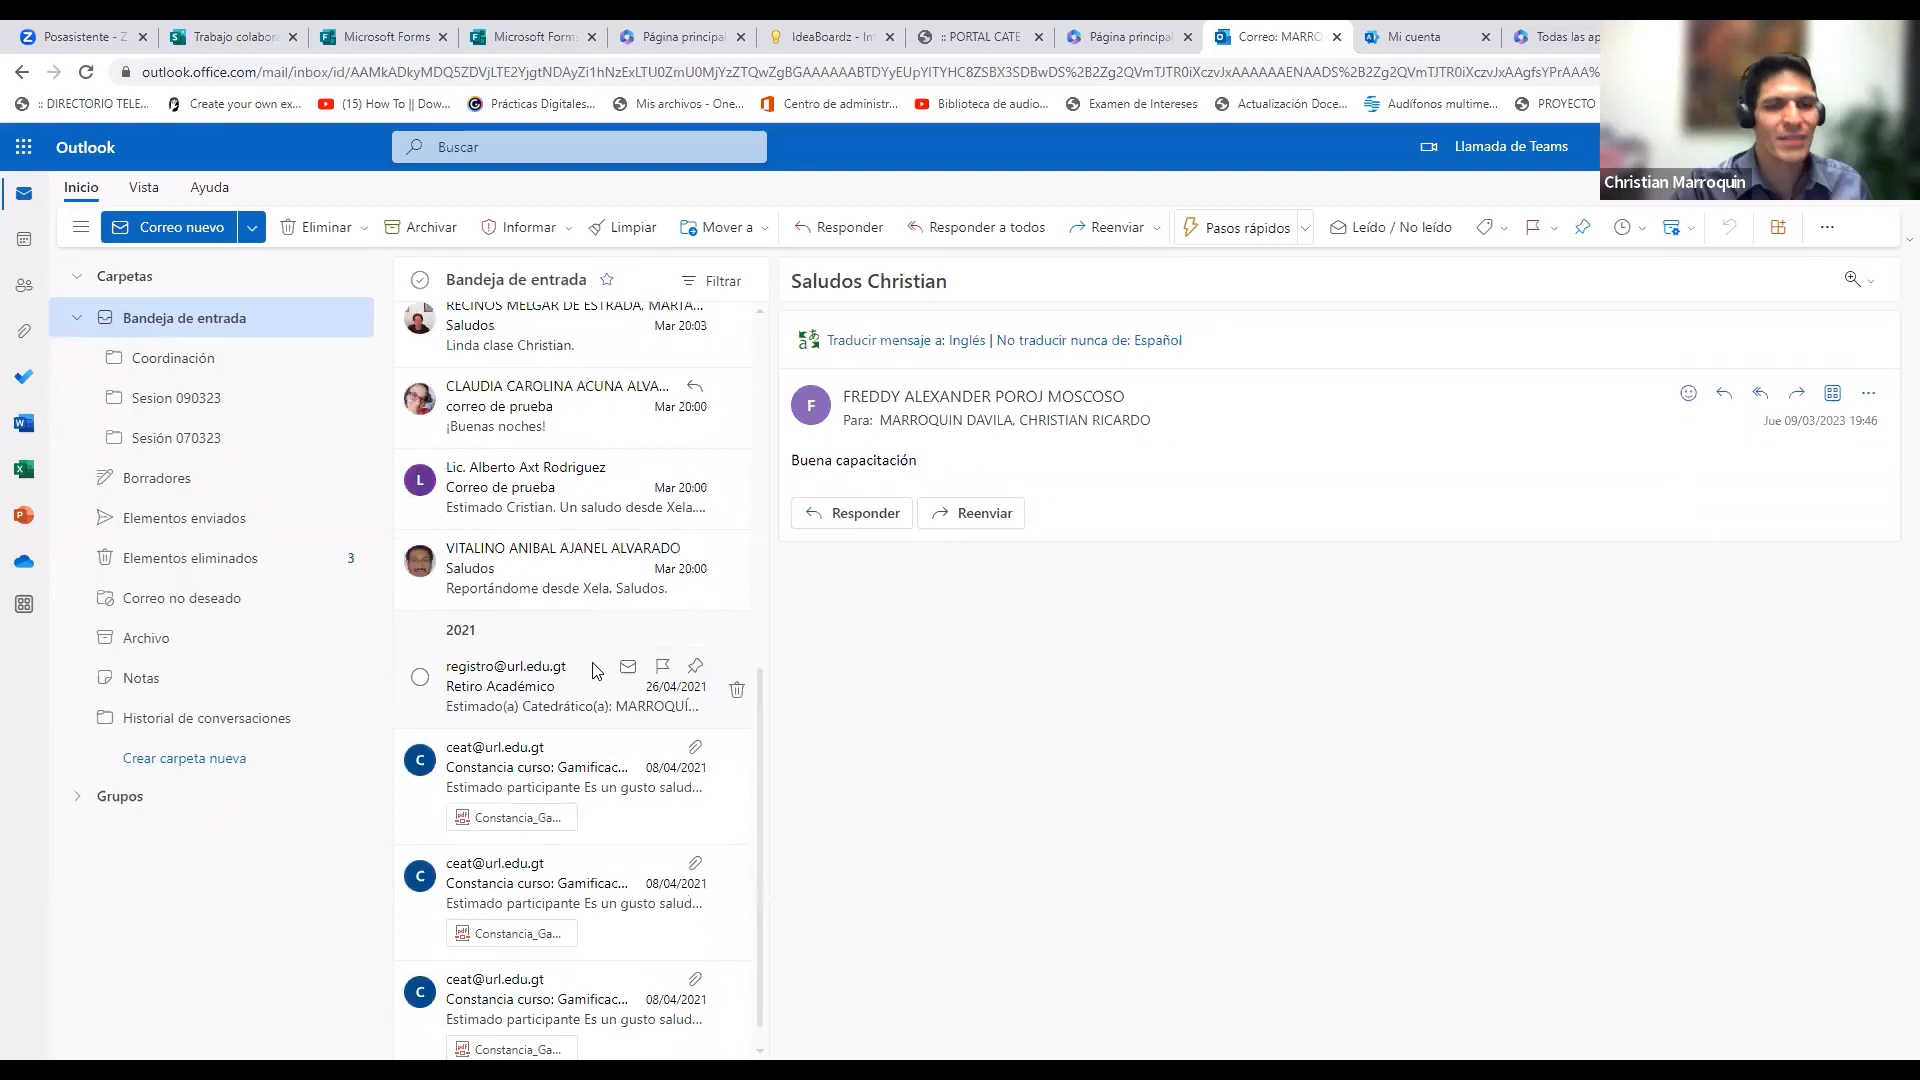 Posasistente - Z
Trabajo colabor
Microsoft Forms
Microsoft Forms
Página principal
IdeaBoardz - In
:: PORTAL CATE
Página principal
Correo: MARRO
Mi cuenta
Todas las ap
outlook.office.com/mail/inbox/id/
:: DIRECTORIO TELE...
Create your own ex...
(15) How To || Dow...
Prácticas Digitales...
Mis archivos - One...
Centro de administr...
Biblioteca de audio...
Examen de Intereses
Actualización Doce...
Audífonos multime...
PROYECTO
Outlook
Buscar
Llamada de Teams
Christian Marroquin
Inicio
Vista
Ayuda
Correo nuevo
Eliminar
Archivar
Informar
Limpiar
Mover a
Responder
Responder a todos
Reenviar
Pasos rápidos
Leído / No leído
Carpetas
Bandeja de entrada
Coordinación
Sesion 090323
Sesión 070323
Borradores
Elementos enviados
Elementos eliminados 3
Correo no deseado
Archivo
Notas
Historial de conversaciones
Crear carpeta nueva
Grupos
Bandeja de entrada
Filtrar
RECINOS MELGAR DE ESTRADA, MARTA...
Saludos Mar 20:03
Linda clase Christian.
CLAUDIA CAROLINA ACUNA ALVA...
correo de prueba Mar 20:00
¡Buenas noches!
L
Lic. Alberto Axt Rodriguez
Correo de prueba Mar 20:00
Estimado Cristian. Un saludo desde Xela....
VITALINO ANIBAL AJANEL ALVARADO
Saludos Mar 20:00
Reportándome desde Xela. Saludos.
2021
registro@url.edu.gt
Retiro Académico 26/04/2021
Estimado(a) Catedrático(a): MARROQUÍ...
C
ceat@url.edu.gt
Constancia curso: Gamificac... 08/04/2021
Estimado participante Es un gusto salud...
Constancia_Ga...
C
ceat@url.edu.gt
Constancia curso: Gamificac... 08/04/2021
Estimado participante Es un gusto salud...
Constancia_Ga...
C
ceat@url.edu.gt
Constancia curso: Gamificac... 08/04/2021
Estimado participante Es un gusto salud...
Constancia_Ga...
Saludos Christian
Traducir mensaje a: Inglés | No traducir nunca de: Español
F
FREDDY ALEXANDER POROJ MOSCOSO
Para: MARROQUIN DAVILA, CHRISTIAN RICARDO
Jue 09/03/2023 19:46
Buena capacitación
Responder
Reenviar